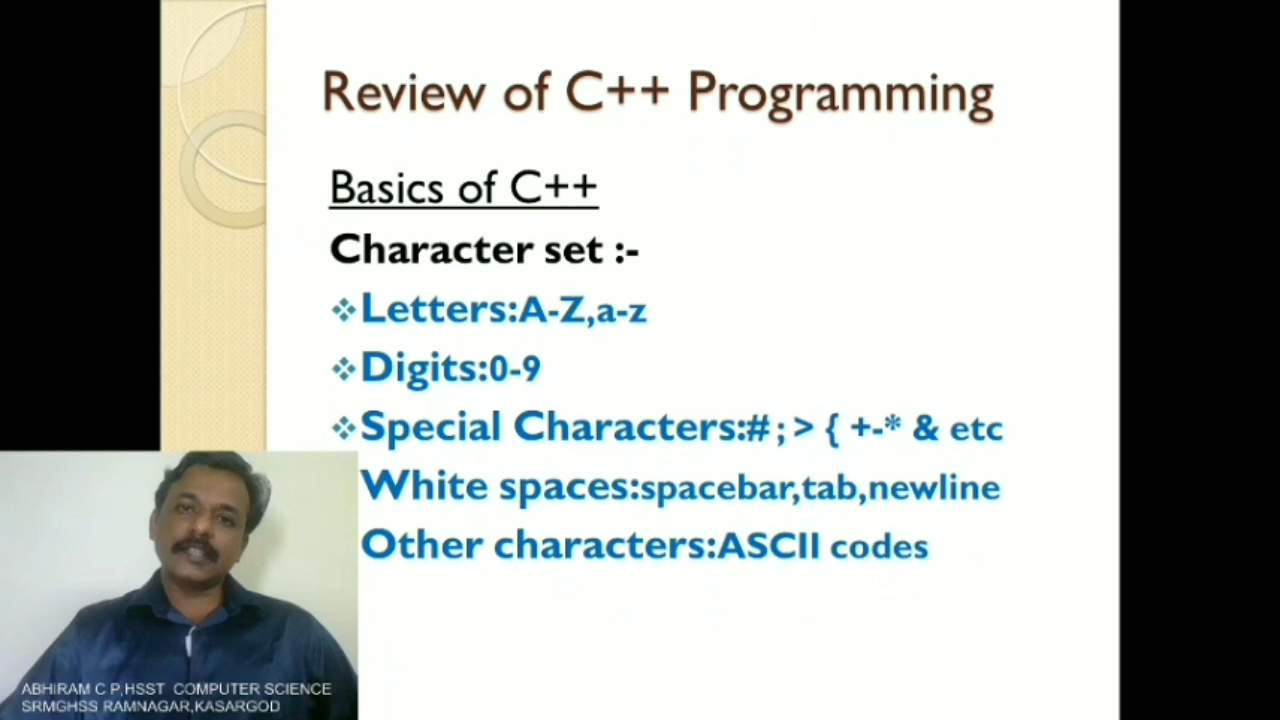 Review of C++ Programming
Basics of C++
Character set :-
Letters:A-Z,a-z
Digits:0-9
Special Characters:# ; > { +-* & etc
White spaces:spacebar,tab,newline
Other characters:ASCII codes
ABHIRAM C P,HSST COMPUTER SCIENCE
SRMGHSS RAMNAGAR,KASARGOD